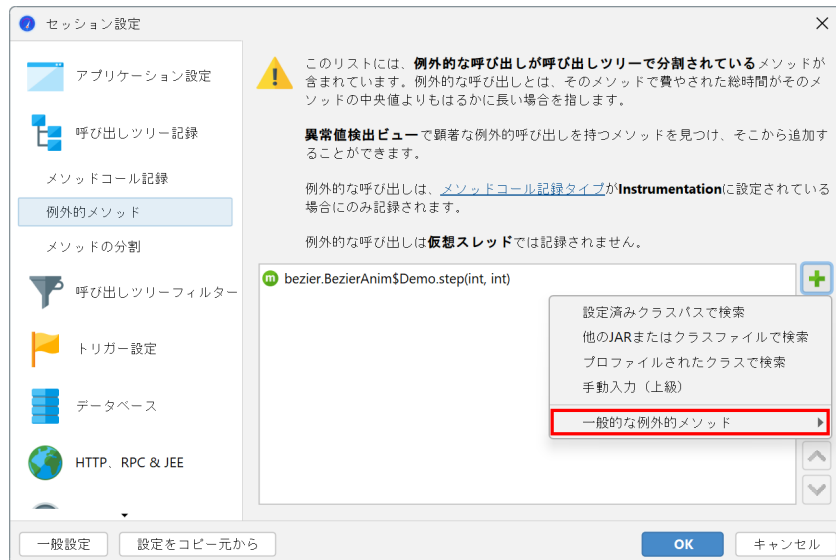 セッション設定
アプリケーション設定
呼び出しツリー記録
メソッドコール記録
例外的メソッド
メソッドの分割
呼び出しツリーフィルター
トリガー設定
データベース
HTTP、RPC & JEE
このリストには、例外的な呼び出しが呼び出しツリーで分割されているメソッドが
含まれています。例外的な呼び出しとは、そのメソッドで費やされた総時間がそのメ
ソッドの中央値よりもはるかに長い場合を指します。
異常値検出ビューで顕著な例外的呼び出しを持つメソッドを見つけ、そこから追加す
ることができます。
例外的な呼び出しは、メソッドコール記録タイプがInstrumentationに設定されている
場合にのみ記録されます。
例外的な呼び出しは仮想スレッドでは記録されません。
m bezier.BezierAnim$Demo.step(int, int)
設定済みクラスパスで検索
他のJARまたはクラスファイルで検索
プロファイルされたクラスで検索
手動入力（上級）
一般的な例外的メソッド
一般設定
設定をコピー元から
OK
キャンセル